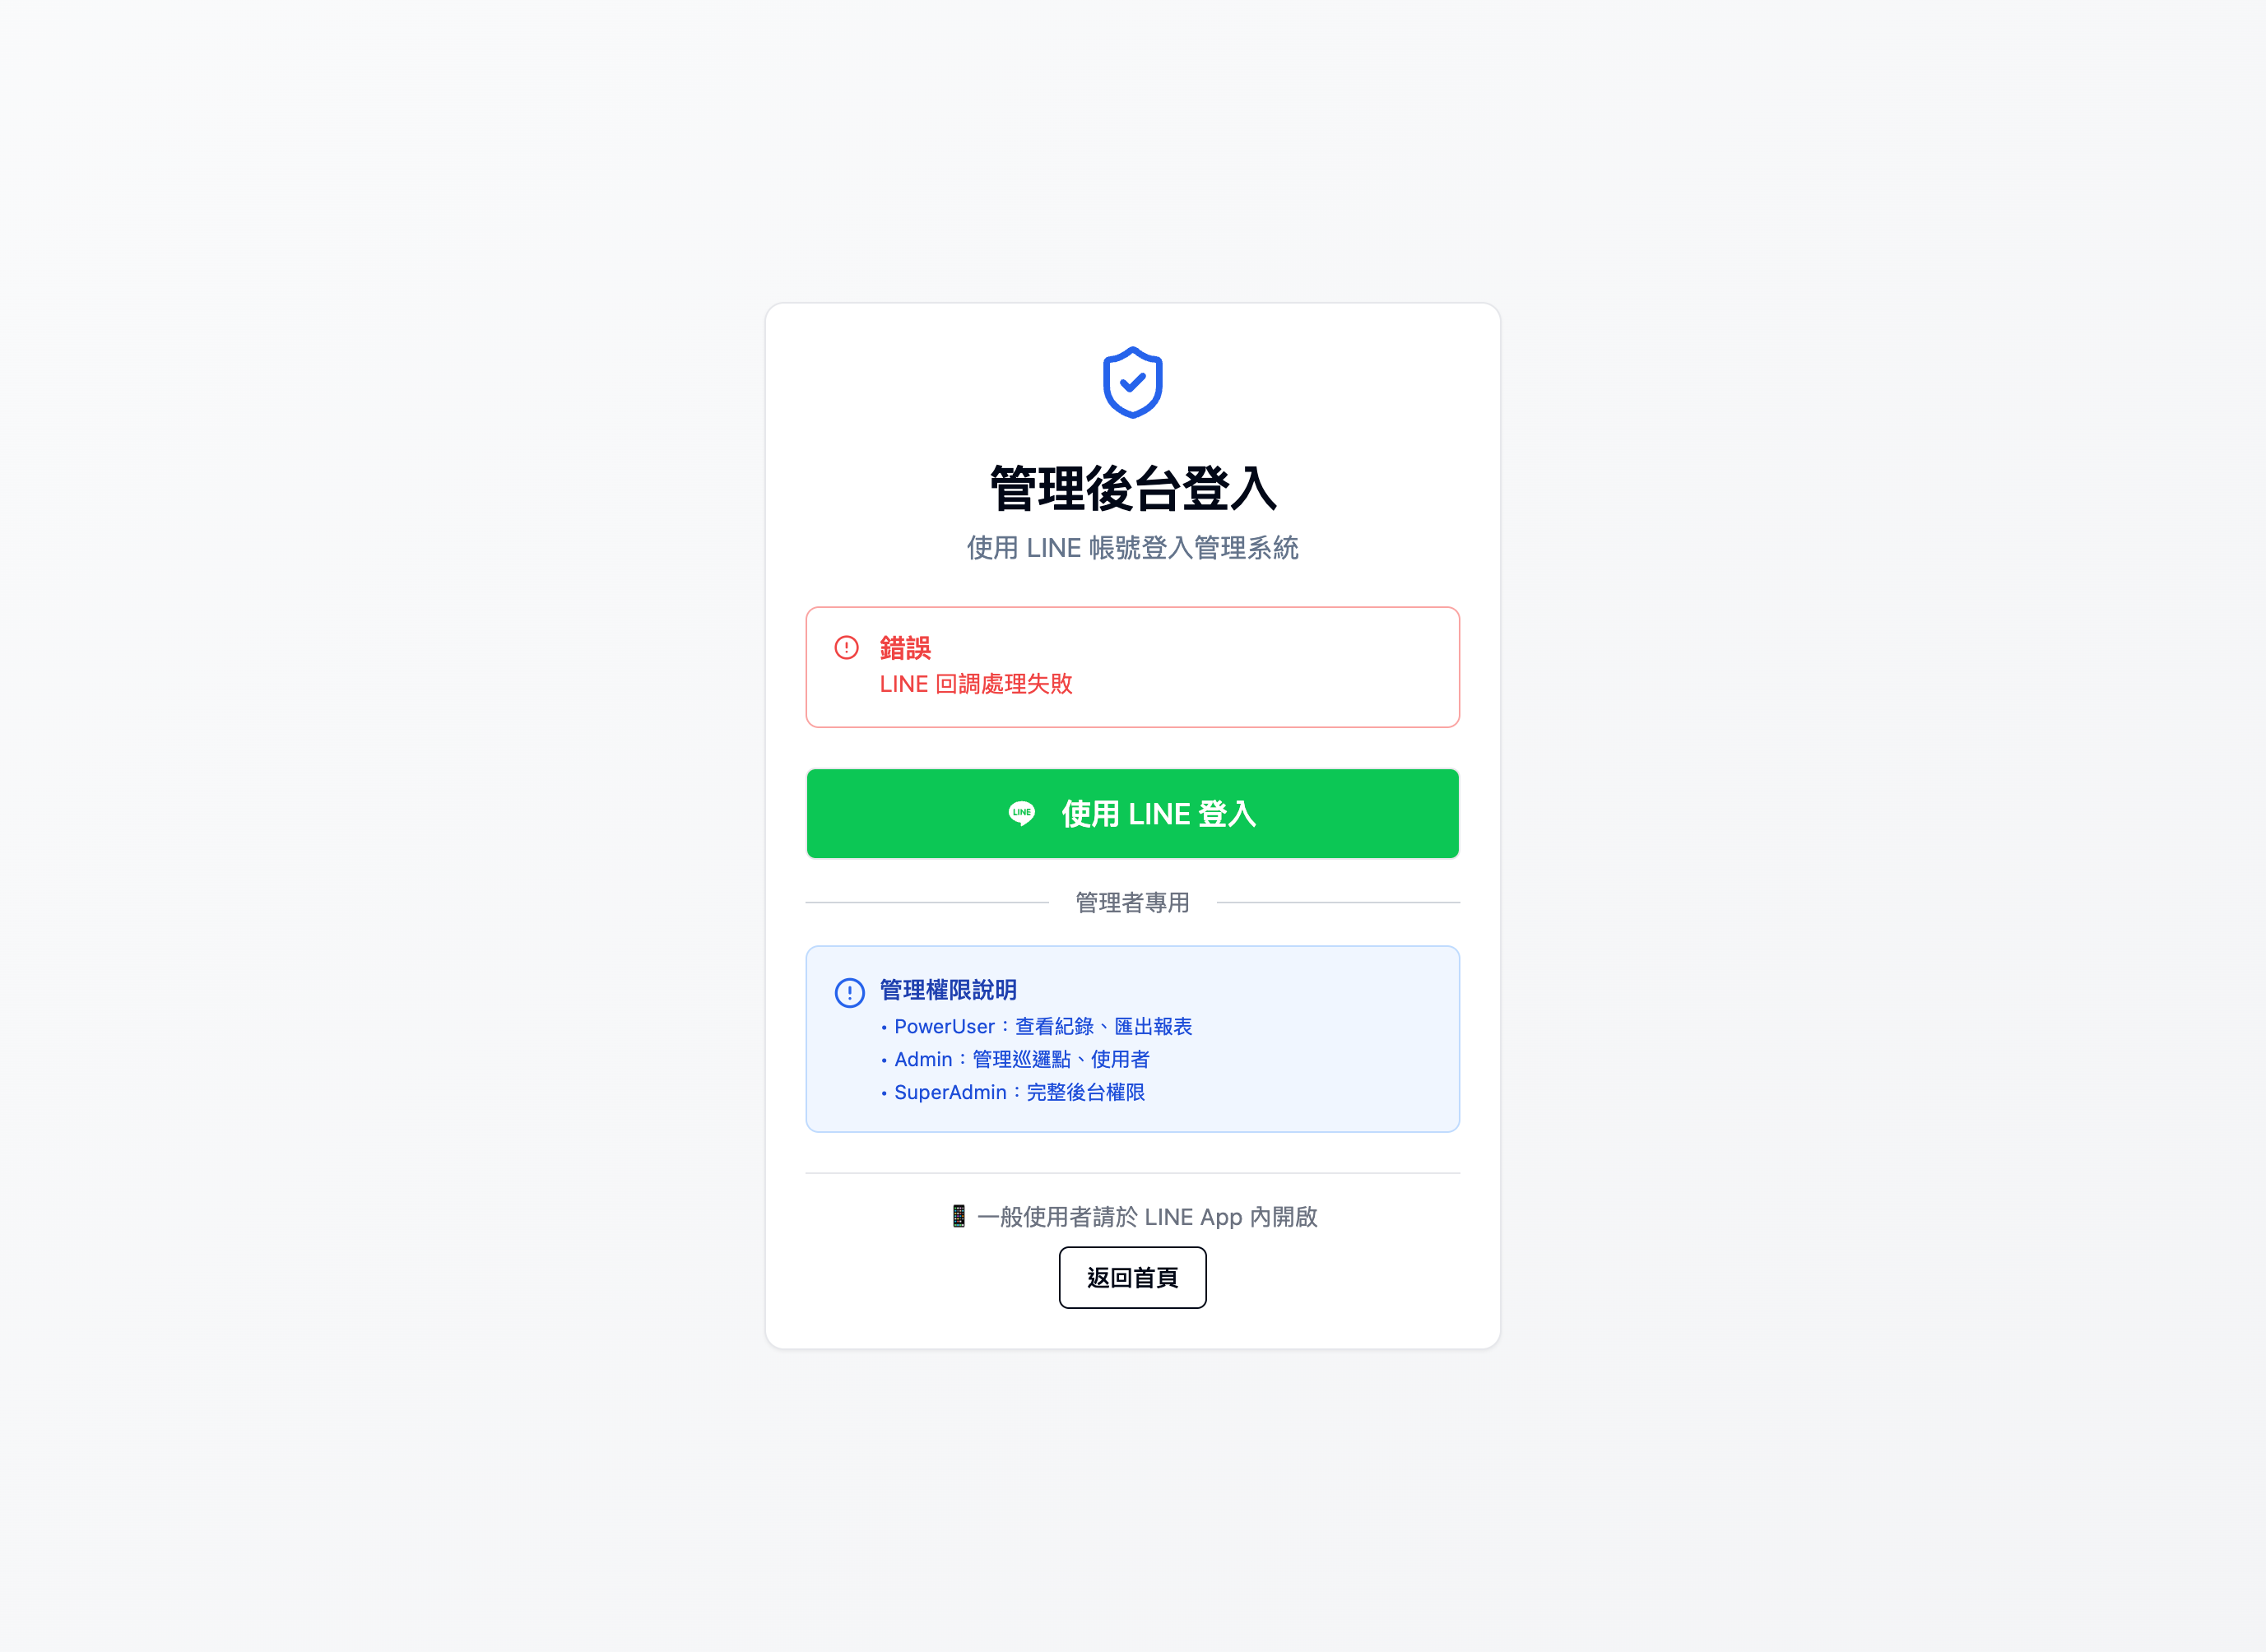 管理後台登入
使用 LINE 帳號登入管理系統
錯誤
LINE 回調處理失敗
LINE 使用 LINE 登入
管理者專用
管理權限說明
• PowerUser：查看紀錄、匯出報表
• Admin：管理巡邏點、使用者
• SuperAdmin：完整後台權限
📱 一般使用者請於 LINE App 內開啟
返回首頁